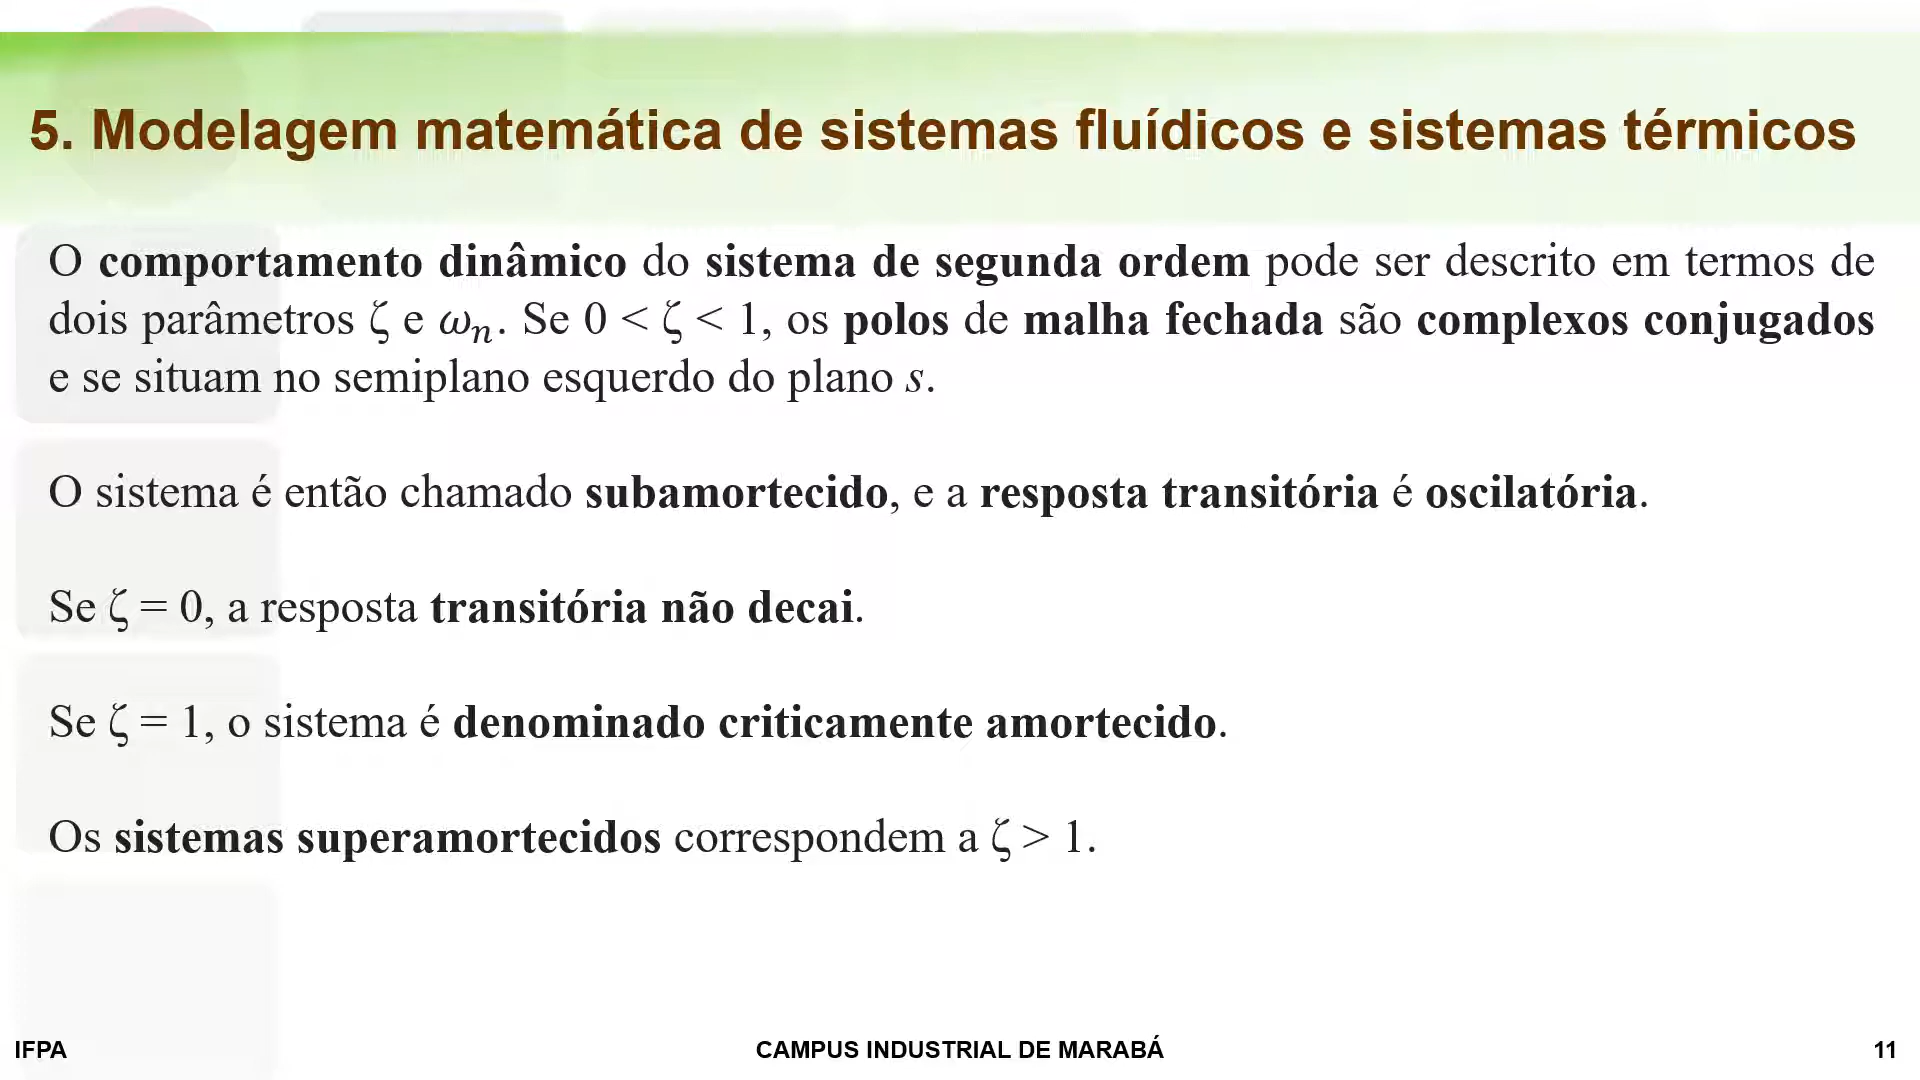 5. Modelagem matemática de sistemas fluídicos e sistemas térmicos
O comportamento dinâmico do sistema de segunda ordem pode ser descrito em termos de
dois parâmetros ζ e ωₙ. Se 0 < ζ < 1, os polos de malha fechada são complexos conjugados
e se situam no semiplano esquerdo do plano s.
O sistema é então chamado subamortecido, e a resposta transitória é oscilatória.
Se ζ = 0, a resposta transitória não decai.
Se ζ = 1, o sistema é denominado criticamente amortecido.
Os sistemas superamortecidos correspondem a ζ > 1.
IFPA
CAMPUS INDUSTRIAL DE MARABÁ
11